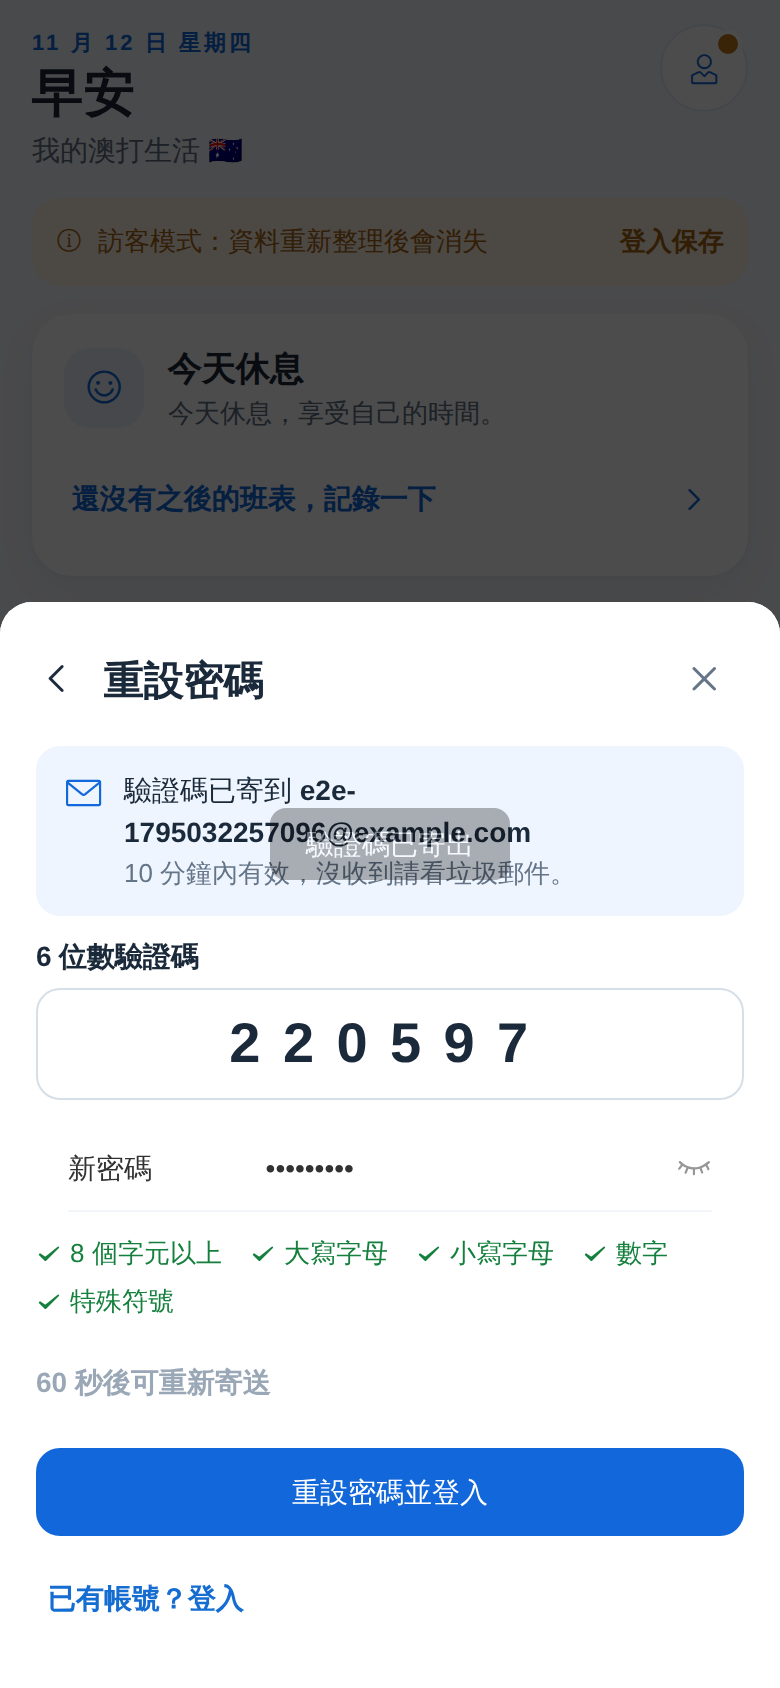 11 月 12 日 星期四
早安
我的澳打生活 🇦🇺
訪客模式：資料重新整理後會消失 登入保存
今天休息
今天休息，享受自己的時間。
還沒有之後的班表，記錄一下
重設密碼
驗證碼已寄到 e2e-
1795032257096@example.com
驗證碼已寄出
10 分鐘內有效，沒收到請看垃圾郵件。
6 位數驗證碼
220597
新密碼 •••••••••
8 個字元以上 大寫字母 小寫字母 數字
特殊符號
60 秒後可重新寄送
重設密碼並登入
已有帳號？登入